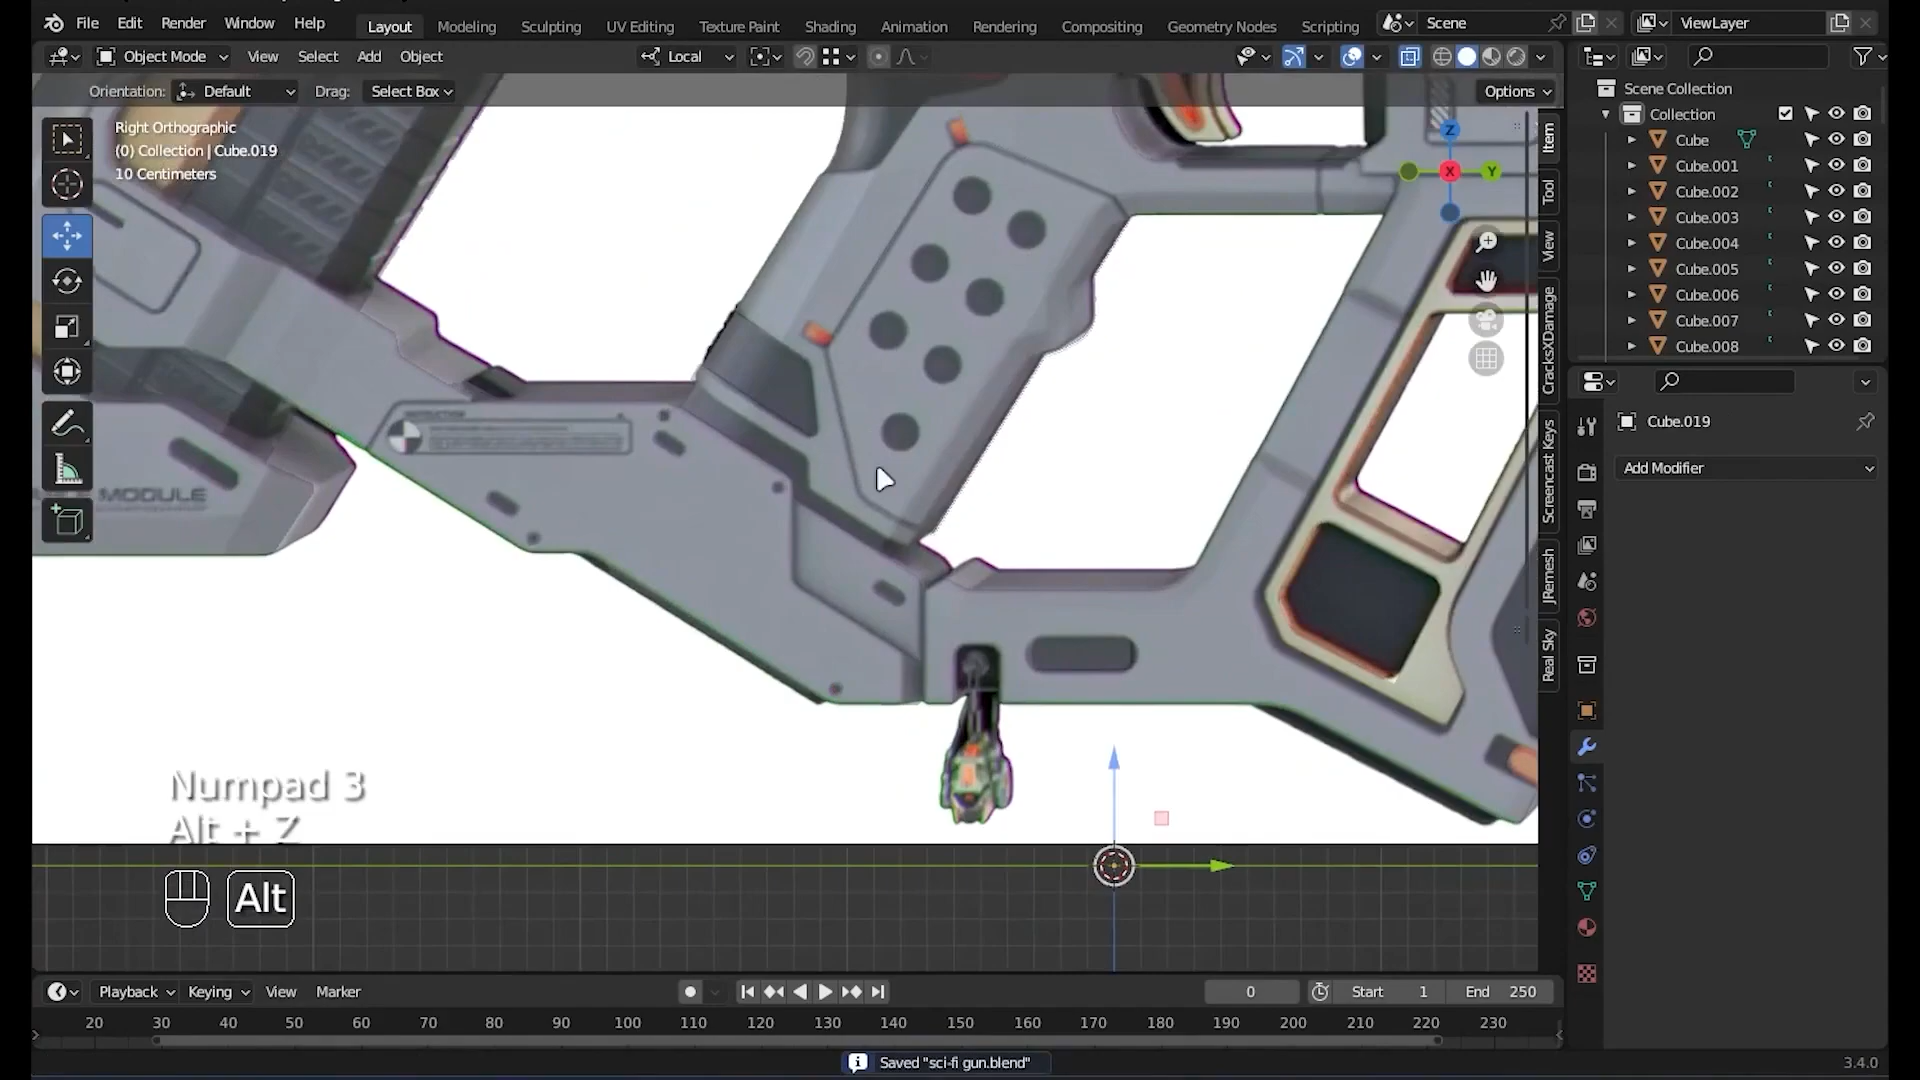 File Edit Render Window Help Layout Modeling Sculpting UV Editing Texture Paint Shading Animation Rendering Compositing Geometry Nodes Scripting Scene ViewLayer
Object Mode View Select Add Object Local
Orientation: Default Drag: Select Box Options
Right Orthographic
(0) Collection | Cube.019
10 Centimeters
Z
X
Y
Item
Tool
View
CracksXDamage
Screencast Keys
JRemesh
Real Sky
Scene Collection
Collection
Cube
Cube.001
Cube.002
Cube.003
Cube.004
Cube.005
Cube.006
Cube.007
Cube.008
Cube.019
Add Modifier
MODULE
Numpad 3
Alt + Z
Alt
Playback Keying View Marker 0 Start 1 End 250
20 30 40 50 60 70 80 90 100 110 120 130 140 150 160 170 180 190 200 210 220 230
Saved "sci-fi gun.blend"
3.4.0